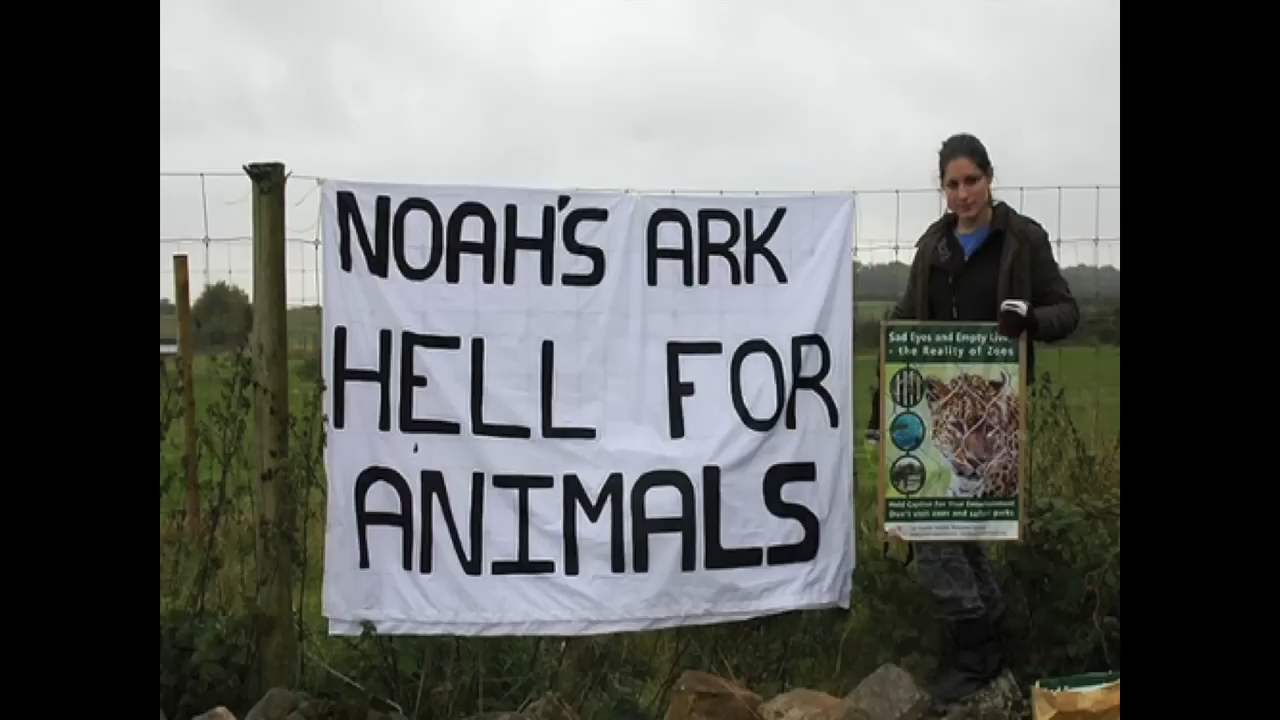 NOAH'S ARK
HELL FOR
ANIMALS
Sad Eyes and Empty
- the Reality of Zoos
Held Captive for Your Entertainment
Don't visit zoos and safari parks